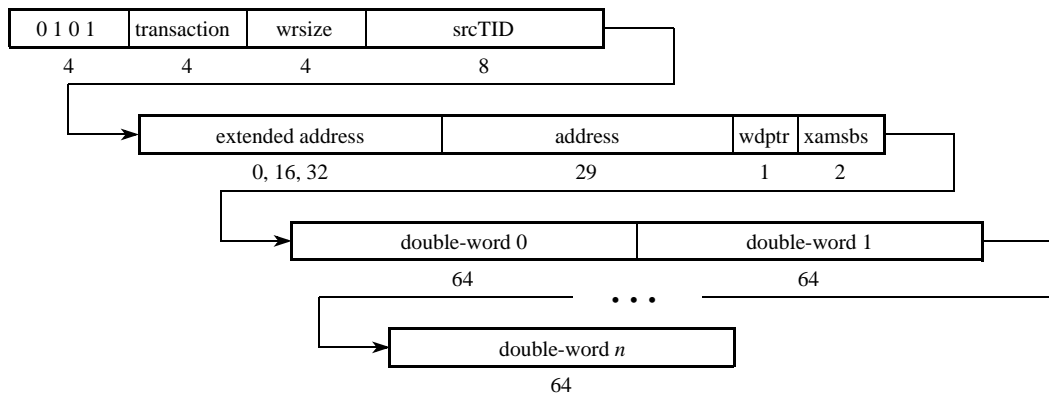 0 1 0 1 transaction wrsize srcTID
4 4 4 8
extended address address wdptr xamsbs
0, 16, 32 29 1 2
double-word 0 double-word 1
64 64
• • •
double-word n
64